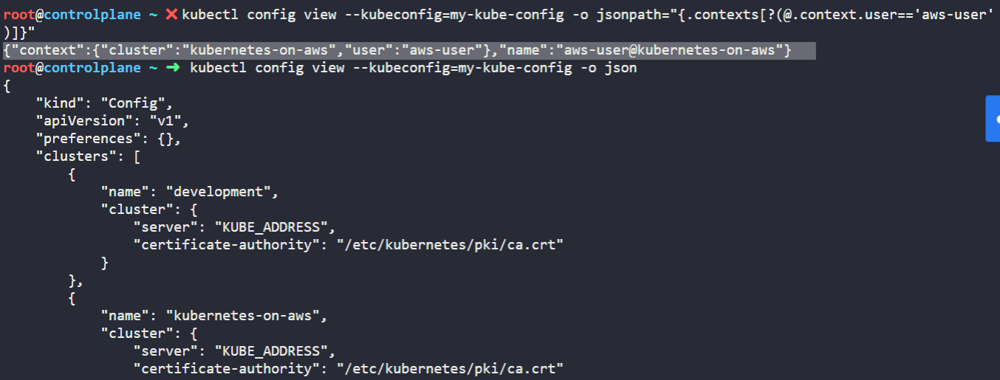 root@controlplane ~ ✕ kubectl config view --kubeconfig=my-kube-config -o jsonpath="{.contexts[?(@.context.user=='aws-user'
)]}"
{"context":{"cluster":"kubernetes-on-aws","user":"aws-user"},"name":"aws-user@kubernetes-on-aws"}
root@controlplane ~ ➜ kubectl config view --kubeconfig=my-kube-config -o json
{
    "kind": "Config",
    "apiVersion": "v1",
    "preferences": {},
    "clusters": [
        {
            "name": "development",
            "cluster": {
                "server": "KUBE_ADDRESS",
                "certificate-authority": "/etc/kubernetes/pki/ca.crt"
            }
        },
        {
            "name": "kubernetes-on-aws",
            "cluster": {
                "server": "KUBE_ADDRESS",
                "certificate-authority": "/etc/kubernetes/pki/ca.crt"